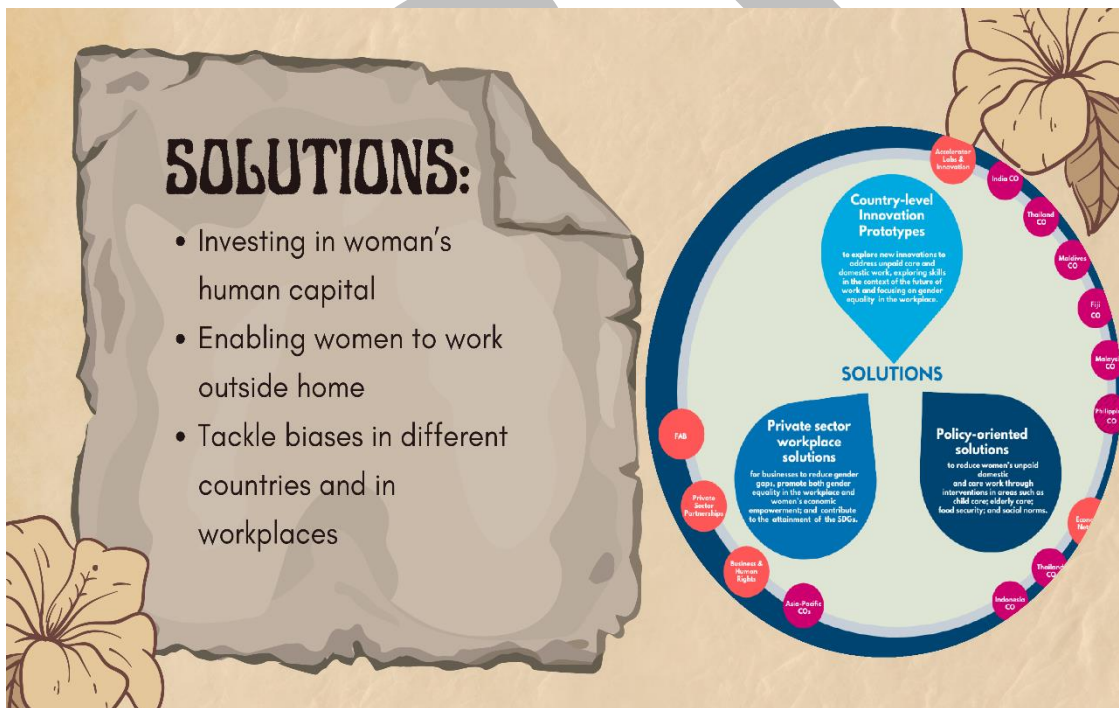 SOLUTIONS:
• Investing in woman's
human capital
• Enabling women to work
outside home
• Tackle biases in different
countries and in
workplaces
Accelerator
Labs &
Innovation
India CO
Thailand
CO
Maldives
CO
Fiji
CO
Malays
CO
Philippin
CO
Country-level
Innovation
Prototypes
to explore new innovations to
address unpaid care and
domestic work, exploring skills
in the context of the future of
work and focusing on gender
equality in the workplace.
SOLUTIONS
Private sector
workplace
solutions
for businesses to reduce gender
gaps, promote both gender
equality in the workplace and
women's economic
empowerment; and contribute
to the attainment of the SDGs.
Policy-oriented
solutions
to reduce women's unpaid
domestic
and care work through
interventions in areas such as
child care; elderly care;
food security; and social norms.
FAB
Private
Sector
Partnerships
Business &
Human
Rights
Asia-Pacific
COs
Indonesia
CO
Thailand
CO